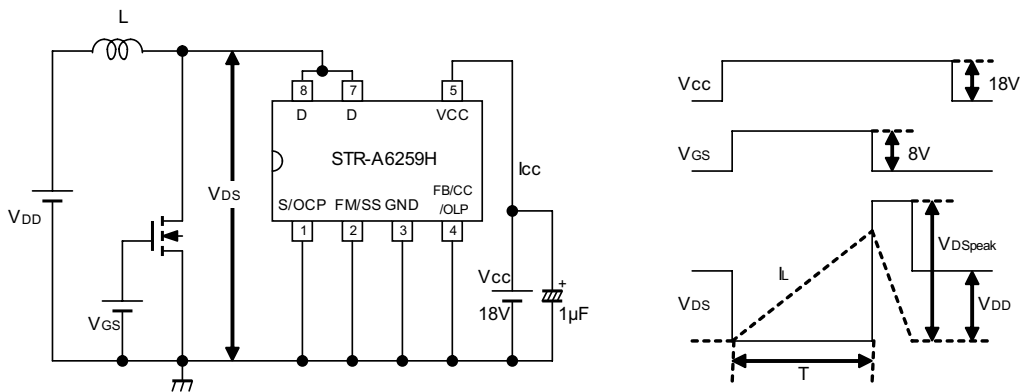 L
8
7
5
D
D
VCC
STR-A6259H
Icc
FB/CC
S/OCP
FM/SS
GND
/OLP
1
2
3
4
VDD
VDS
VGS
Vcc
18V
+
1μF
Vcc
18V
VGS
8V
IL
VDSpeak
VDS
VDD
T